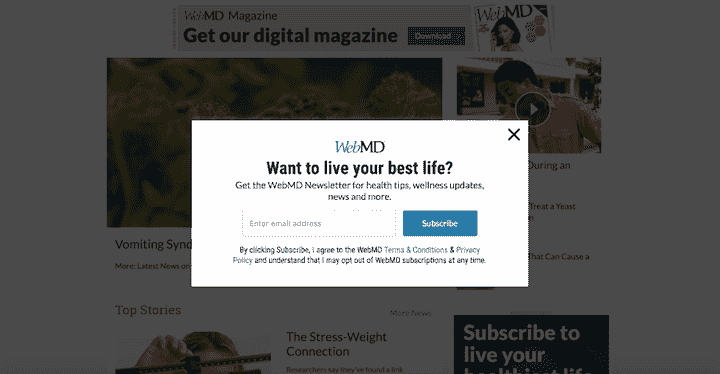 WebMD Magazine
Get our digital magazine
Download
WebMD
WebMD
Want to live your best life?
Get the WebMD Newsletter for health tips, wellness updates,
news and more.
Enter email address
Subscribe
By clicking Subscribe, I agree to the WebMD Terms & Conditions & Privacy
Policy and understand that I may opt out of WebMD subscriptions at any time.
During an
Treat a Yeast
That Can Cause a
Vomiting Synd
More: Latest News on
Top Stories
More News
The Stress-Weight
Connection
Researchers say they've found a link
Subscribe to
live your